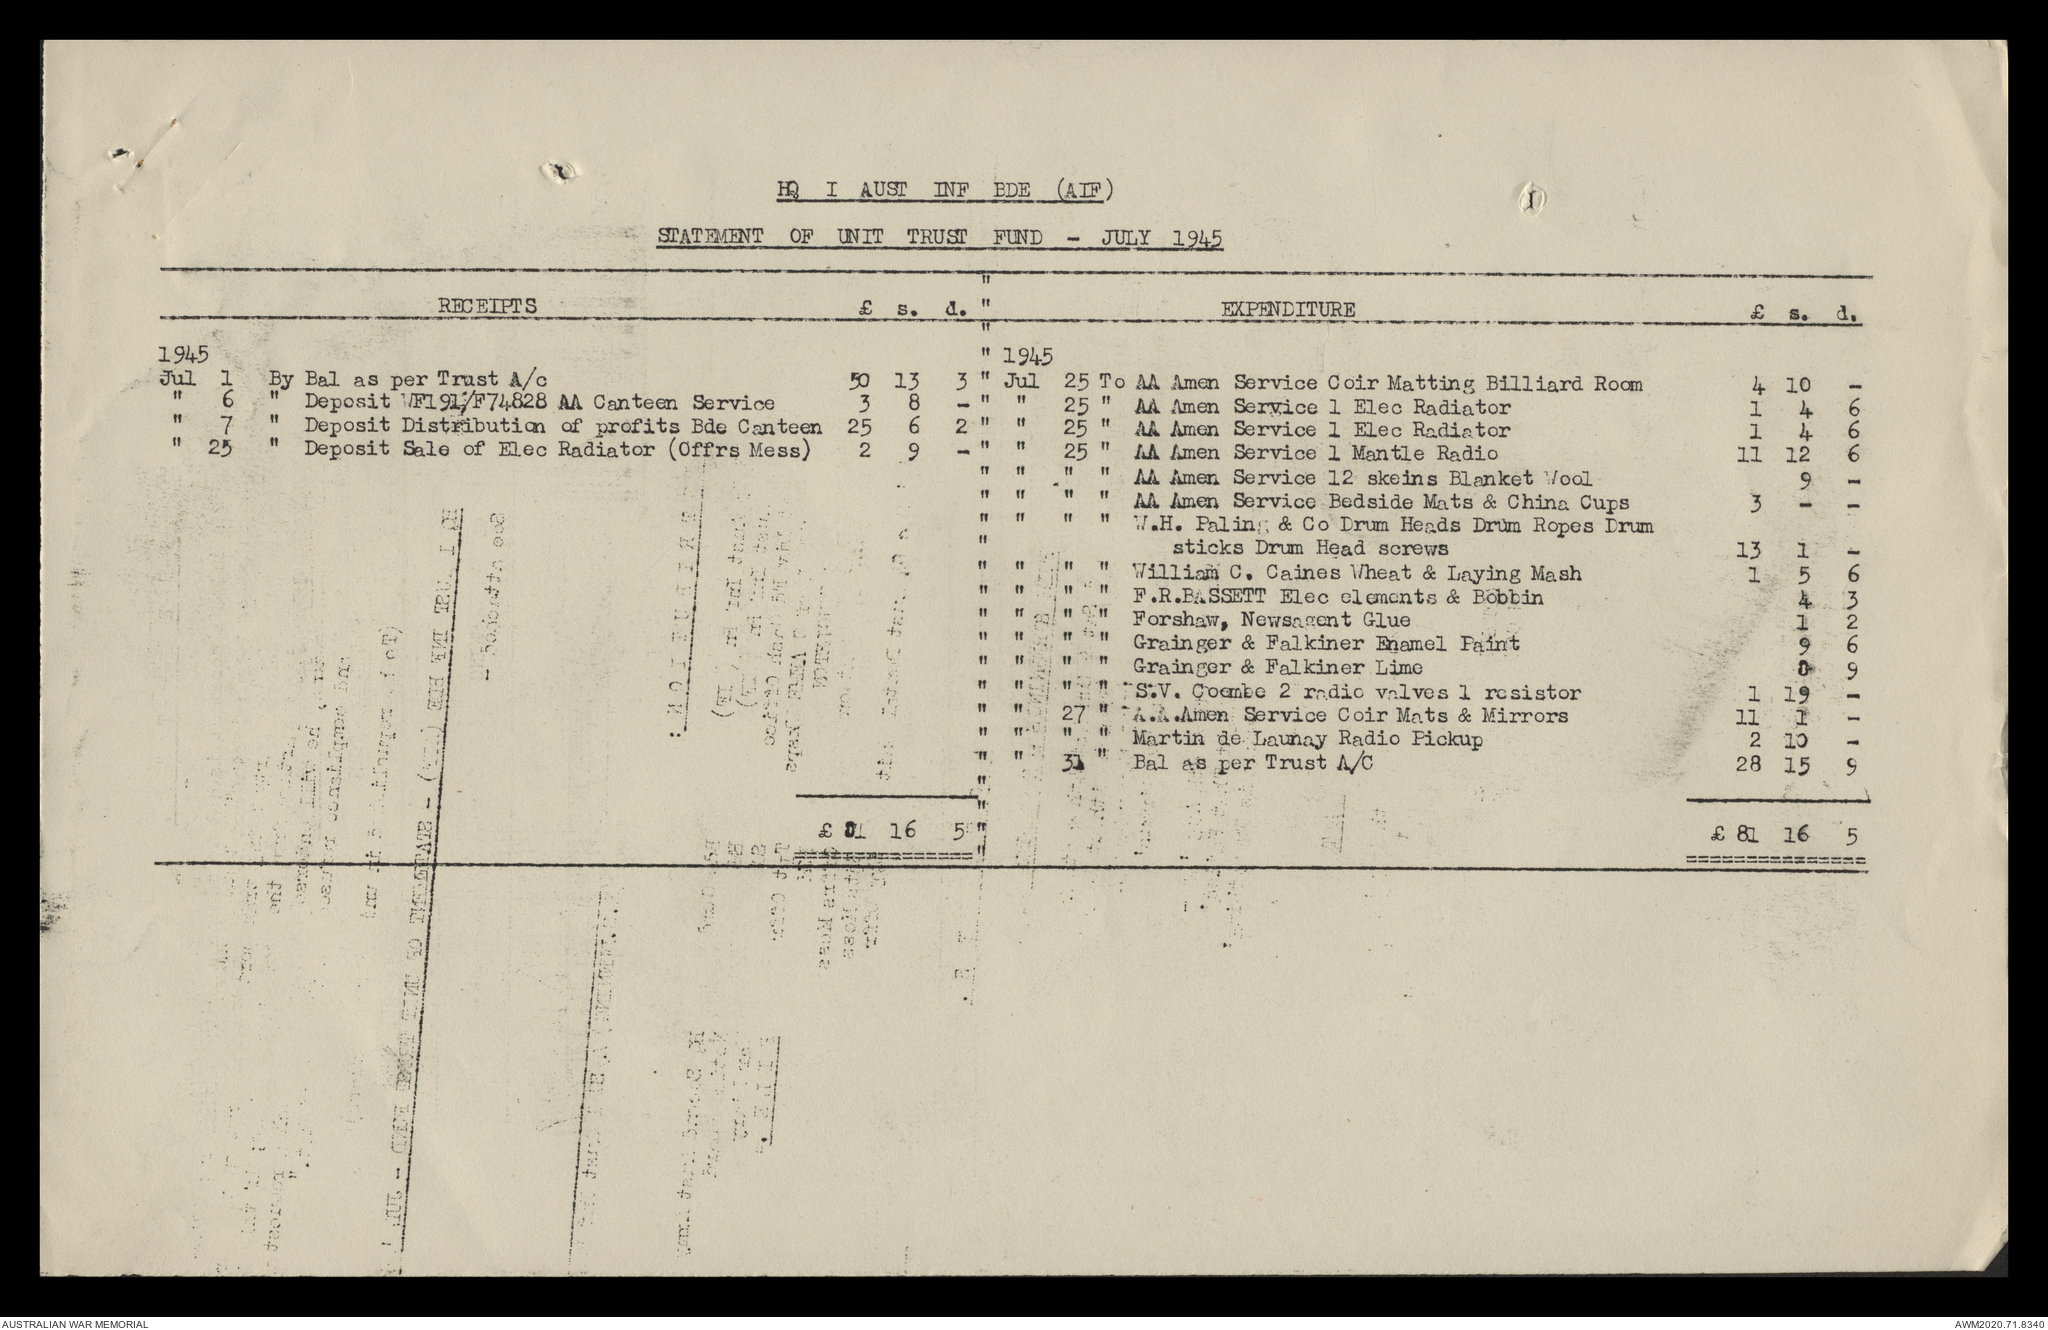 HQ I AUST INF BDE (AIF)
STATEMENT OF UNIT TRUST FUND - JULY 1945
RECEIPTS £ s. d. " EXPENDITURE £ s. d.
1945 " 1945
Jul 1 By Bal as per Trust A/c 50 13 3 " Jul 25 To AA Amen Service Coir Matting Billiard Room 4 10 -
" 6 " Deposit VF191/F74828 AA Canteen Service 3 8 - " " 25 " AA Amen Service 1 Elec Radiator 1 4 6
" 7 " Deposit Distribution of profits Bde Canteen 25 6 2 " " 25 " AA Amen Service 1 Elec Radiator 1 4 6
" 25 " Deposit Sale of Elec Radiator (Offrs Mess) 2 9 - " " 25 " AA Amen Service 1 Mantle Radio 11 12 6
" " " " AA Amen Service 12 skeins Blanket Wool 9 -
" " " " AA Amen Service Bedside Mats & China Cups 3 - -
" " " " W.H. Paling & Co Drum Heads Drum Ropes Drum
" sticks Drum Head screws 13 1 -
" " " " William C. Caines Wheat & Laying Mash 1 5 6
" " " " F.R.BASSETT Elec elements & Bobbin 4 3
" " " " Forshaw, Newsagent Glue 1 2
" " " " Grainger & Falkiner Enamel Paint 9 6
" " " " Grainger & Falkiner Lime 8 9
" " " " S.V. Coembe 2 radio valves 1 resistor 1 19 -
" " 27 " A.A.Amen Service Coir Mats & Mirrors 11 1 -
" " " " Martin de Launay Radio Pickup 2 10 -
" " 31 " Bal as per Trust A/C 28 15 9
£ 81 16 5 " £ 81 16 5
AUSTRALIAN WAR MEMORIAL AWM2020.71.8340